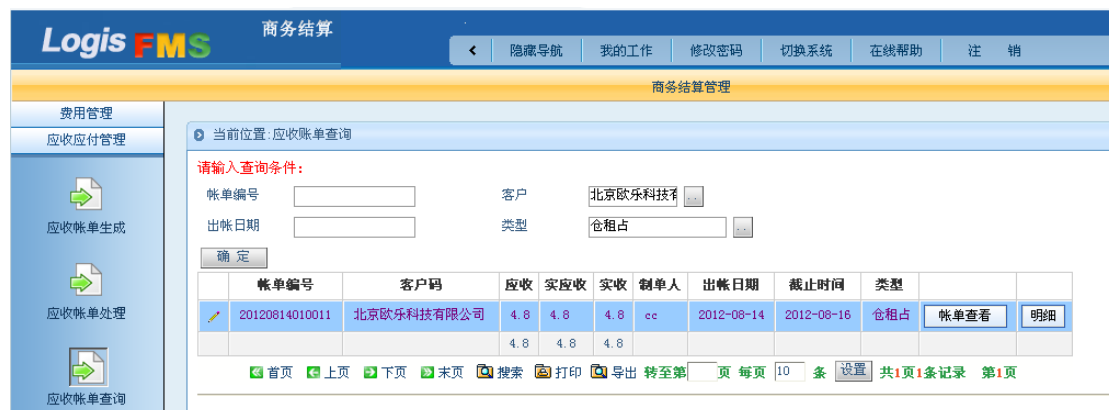 Logis FMS 商务结算
隐藏导航 我的工作 修改密码 切换系统 在线帮助 注 销
商务结算管理
费用管理
应收应付管理
当前位置:应收账单查询
请输入查询条件:
帐单编号 客户 北京欧乐科技有
应收帐单生成
出帐日期 类型 仓租占
确 定
帐单编号 客户码 应收 实应收 实收 制单人 出帐日期 截止时间 类型
应收帐单处理
20120814010011 北京欧乐科技有限公司 4.8 4.8 4.8 cc 2012-08-14 2012-08-16 仓租占 帐单查看 明细
4.8 4.8 4.8
首页 上页 下页 末页 搜索 打印 导出 转至第 页 每页 10 条 设置 共1页1条记录 第1页
应收帐单查询